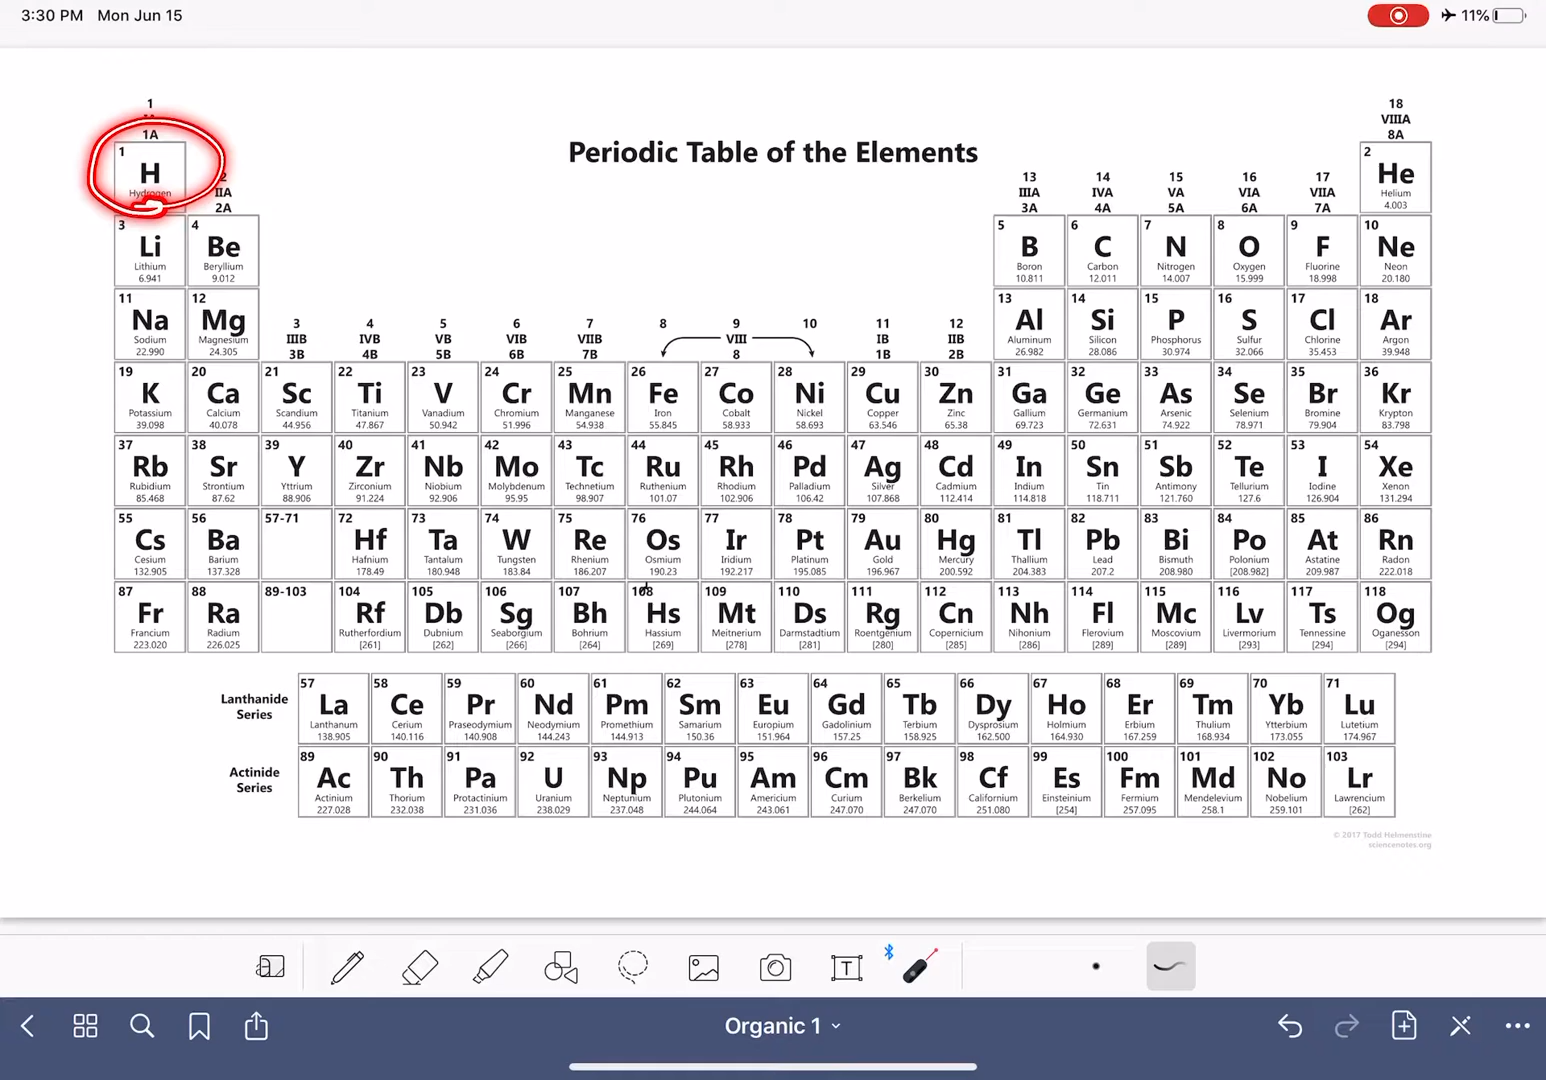 3:30 PM Mon Jun 15
11%
Periodic Table of the Elements
1
1A
18
VIIIA
8A
1
H
Hydrogen
2
He
Helium
4.003
IIA
2A
13
IIIA
3A
14
IVA
4A
15
VA
5A
16
VIA
6A
17
VIIA
7A
3
Li
Lithium
6.941
4
Be
Beryllium
9.012
5
B
Boron
10.811
6
C
Carbon
12.011
7
N
Nitrogen
14.007
8
O
Oxygen
15.999
9
F
Fluorine
18.998
10
Ne
Neon
20.180
11
Na
Sodium
22.990
12
Mg
Magnesium
24.305
3
IIIB
3B
4
IVB
4B
5
VB
5B
6
VIB
6B
7
VIIB
7B
8
9
VIII
8
10
11
IB
1B
12
IIB
2B
13
Al
Aluminum
26.982
14
Si
Silicon
28.086
15
P
Phosphorus
30.974
16
S
Sulfur
32.066
17
Cl
Chlorine
35.453
18
Ar
Argon
39.948
19
K
Potassium
39.098
20
Ca
Calcium
40.078
21
Sc
Scandium
44.956
22
Ti
Titanium
47.867
23
V
Vanadium
50.942
24
Cr
Chromium
51.996
25
Mn
Manganese
54.938
26
Fe
Iron
55.845
27
Co
Cobalt
58.933
28
Ni
Nickel
58.693
29
Cu
Copper
63.546
30
Zn
Zinc
65.38
31
Ga
Gallium
69.723
32
Ge
Germanium
72.631
33
As
Arsenic
74.922
34
Se
Selenium
78.971
35
Br
Bromine
79.904
36
Kr
Krypton
83.798
37
Rb
Rubidium
85.468
38
Sr
Strontium
87.62
39
Y
Yttrium
88.906
40
Zr
Zirconium
91.224
41
Nb
Niobium
92.906
42
Mo
Molybdenum
95.95
43
Tc
Technetium
98.907
44
Ru
Ruthenium
101.07
45
Rh
Rhodium
102.906
46
Pd
Palladium
106.42
47
Ag
Silver
107.868
48
Cd
Cadmium
112.414
49
In
Indium
114.818
50
Sn
Tin
118.711
51
Sb
Antimony
121.760
52
Te
Tellurium
127.6
53
I
Iodine
126.904
54
Xe
Xenon
131.294
55
Cs
Cesium
132.905
56
Ba
Barium
137.328
57-71
72
Hf
Hafnium
178.49
73
Ta
Tantalum
180.948
74
W
Tungsten
183.84
75
Re
Rhenium
186.207
76
Os
Osmium
190.23
77
Ir
Iridium
192.217
78
Pt
Platinum
195.085
79
Au
Gold
196.967
80
Hg
Mercury
200.592
81
Tl
Thallium
204.383
82
Pb
Lead
207.2
83
Bi
Bismuth
208.980
84
Po
Polonium
[208.982]
85
At
Astatine
209.987
86
Rn
Radon
222.018
87
Fr
Francium
223.020
88
Ra
Radium
226.025
89-103
104
Rf
Rutherfordium
[261]
105
Db
Dubnium
[262]
106
Sg
Seaborgium
[266]
107
Bh
Bohrium
[264]
108
Hs
Hassium
[269]
109
Mt
Meitnerium
[278]
110
Ds
Darmstadtium
[281]
111
Rg
Roentgenium
[280]
112
Cn
Copernicium
[285]
113
Nh
Nihonium
[286]
114
Fl
Flerovium
[289]
115
Mc
Moscovium
[289]
116
Lv
Livermorium
[293]
117
Ts
Tennessine
[294]
118
Og
Oganesson
[294]
Lanthanide
Series
57
La
Lanthanum
138.905
58
Ce
Cerium
140.116
59
Pr
Praseodymium
140.908
60
Nd
Neodymium
144.243
61
Pm
Promethium
144.913
62
Sm
Samarium
150.36
63
Eu
Europium
151.964
64
Gd
Gadolinium
157.25
65
Tb
Terbium
158.925
66
Dy
Dysprosium
162.500
67
Ho
Holmium
164.930
68
Er
Erbium
167.259
69
Tm
Thulium
168.934
70
Yb
Ytterbium
173.055
71
Lu
Lutetium
174.967
Actinide
Series
89
Ac
Actinium
227.028
90
Th
Thorium
232.038
91
Pa
Protactinium
231.036
92
U
Uranium
238.029
93
Np
Neptunium
237.048
94
Pu
Plutonium
244.064
95
Am
Americium
243.061
96
Cm
Curium
247.070
97
Bk
Berkelium
247.070
98
Cf
Californium
251.080
99
Es
Einsteinium
[254]
100
Fm
Fermium
257.095
101
Md
Mendelevium
258.1
102
No
Nobelium
259.101
103
Lr
Lawrencium
[262]
© 2017 Todd Helmenstine
sciencenotes.org
T
Organic 1